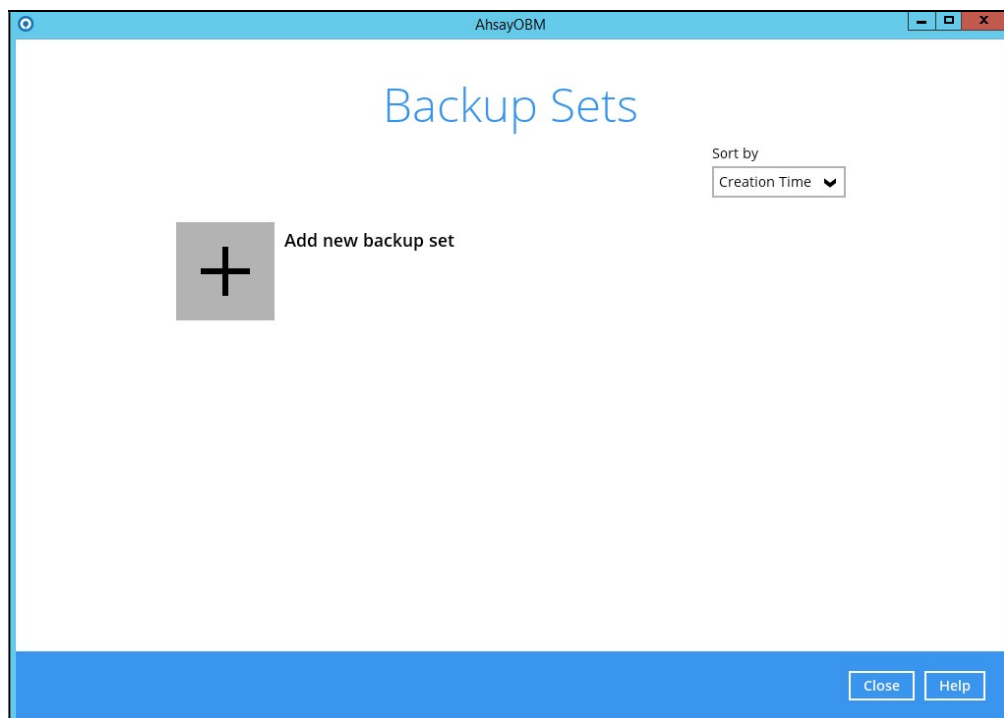 AhsayOBM
Backup Sets
Sort by
Creation Time
Add new backup set
Close
Help